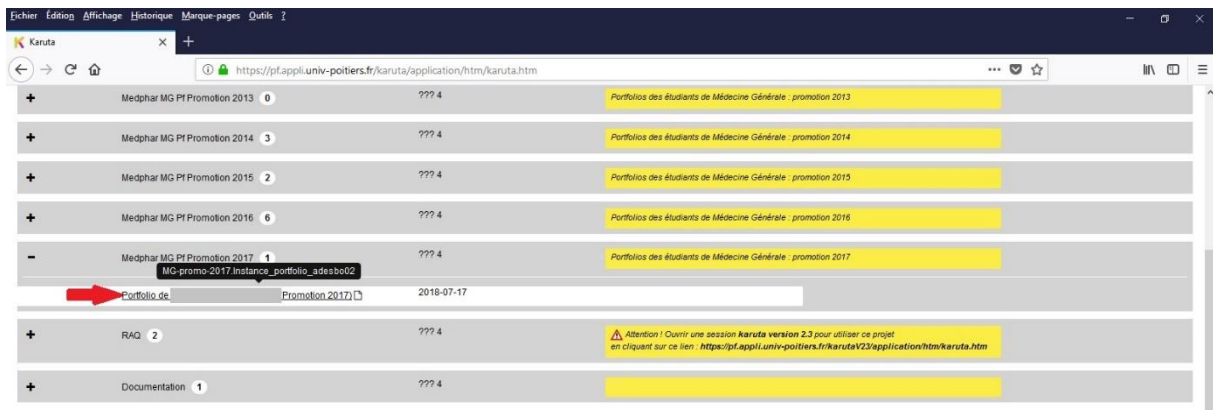 Fichier Édition Affichage Historique Marque-pages Outils ?
Karuta
https://pf.appli.univ-poitiers.fr/karuta/application/htm/karuta.htm
+ Medphar MG Pf Promotion 2013 0 ??? 4 Portfolios des étudiants de Médecine Générale : promotion 2013
+ Medphar MG Pf Promotion 2014 3 ??? 4 Portfolios des étudiants de Médecine Générale : promotion 2014
+ Medphar MG Pf Promotion 2015 2 ??? 4 Portfolios des étudiants de Médecine Générale : promotion 2015
+ Medphar MG Pf Promotion 2016 6 ??? 4 Portfolios des étudiants de Médecine Générale : promotion 2016
- Medphar MG Pf Promotion 2017 1 ??? 4 Portfolios des étudiants de Médecine Générale : promotion 2017
MG-promo-2017.Instance_portfolio_adesbo02
Portfolio de Promotion 2017) 2018-07-17
+ RAQ 2 ??? 4 Attention ! Ouvrir une session karuta version 2.3 pour utiliser ce projet
en cliquant sur ce lien : https://pf.appli.univ-poitiers.fr/karutaV23/application/htm/karuta.htm
+ Documentation 1 ??? 4